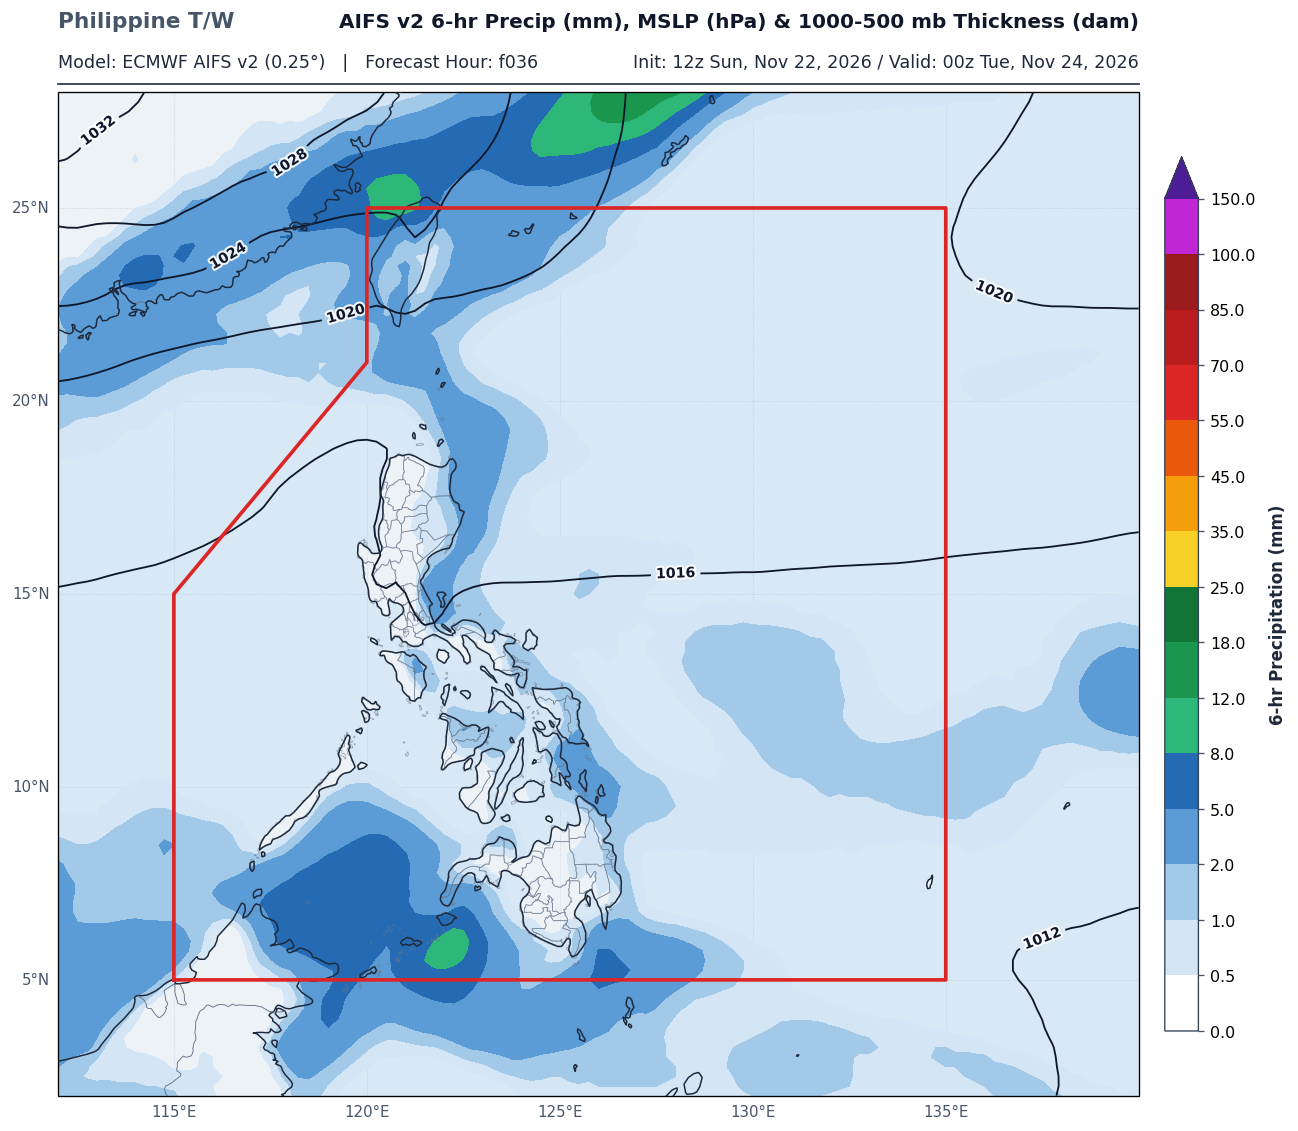 Philippine T/W
AIFS v2 6-hr Precip (mm), MSLP (hPa) & 1000-500 mb Thickness (dam)
Model: ECMWF AIFS v2 (0.25°)   |   Forecast Hour: f036
Init: 12z Sun, Nov 22, 2026 / Valid: 00z Tue, Nov 24, 2026
1032
1028
1024
1020
1020
1016
1012
25°N
20°N
15°N
10°N
5°N
115°E
120°E
125°E
130°E
135°E
150.0
100.0
85.0
70.0
55.0
45.0
35.0
25.0
18.0
12.0
8.0
5.0
2.0
1.0
0.5
0.0
6-hr Precipitation (mm)